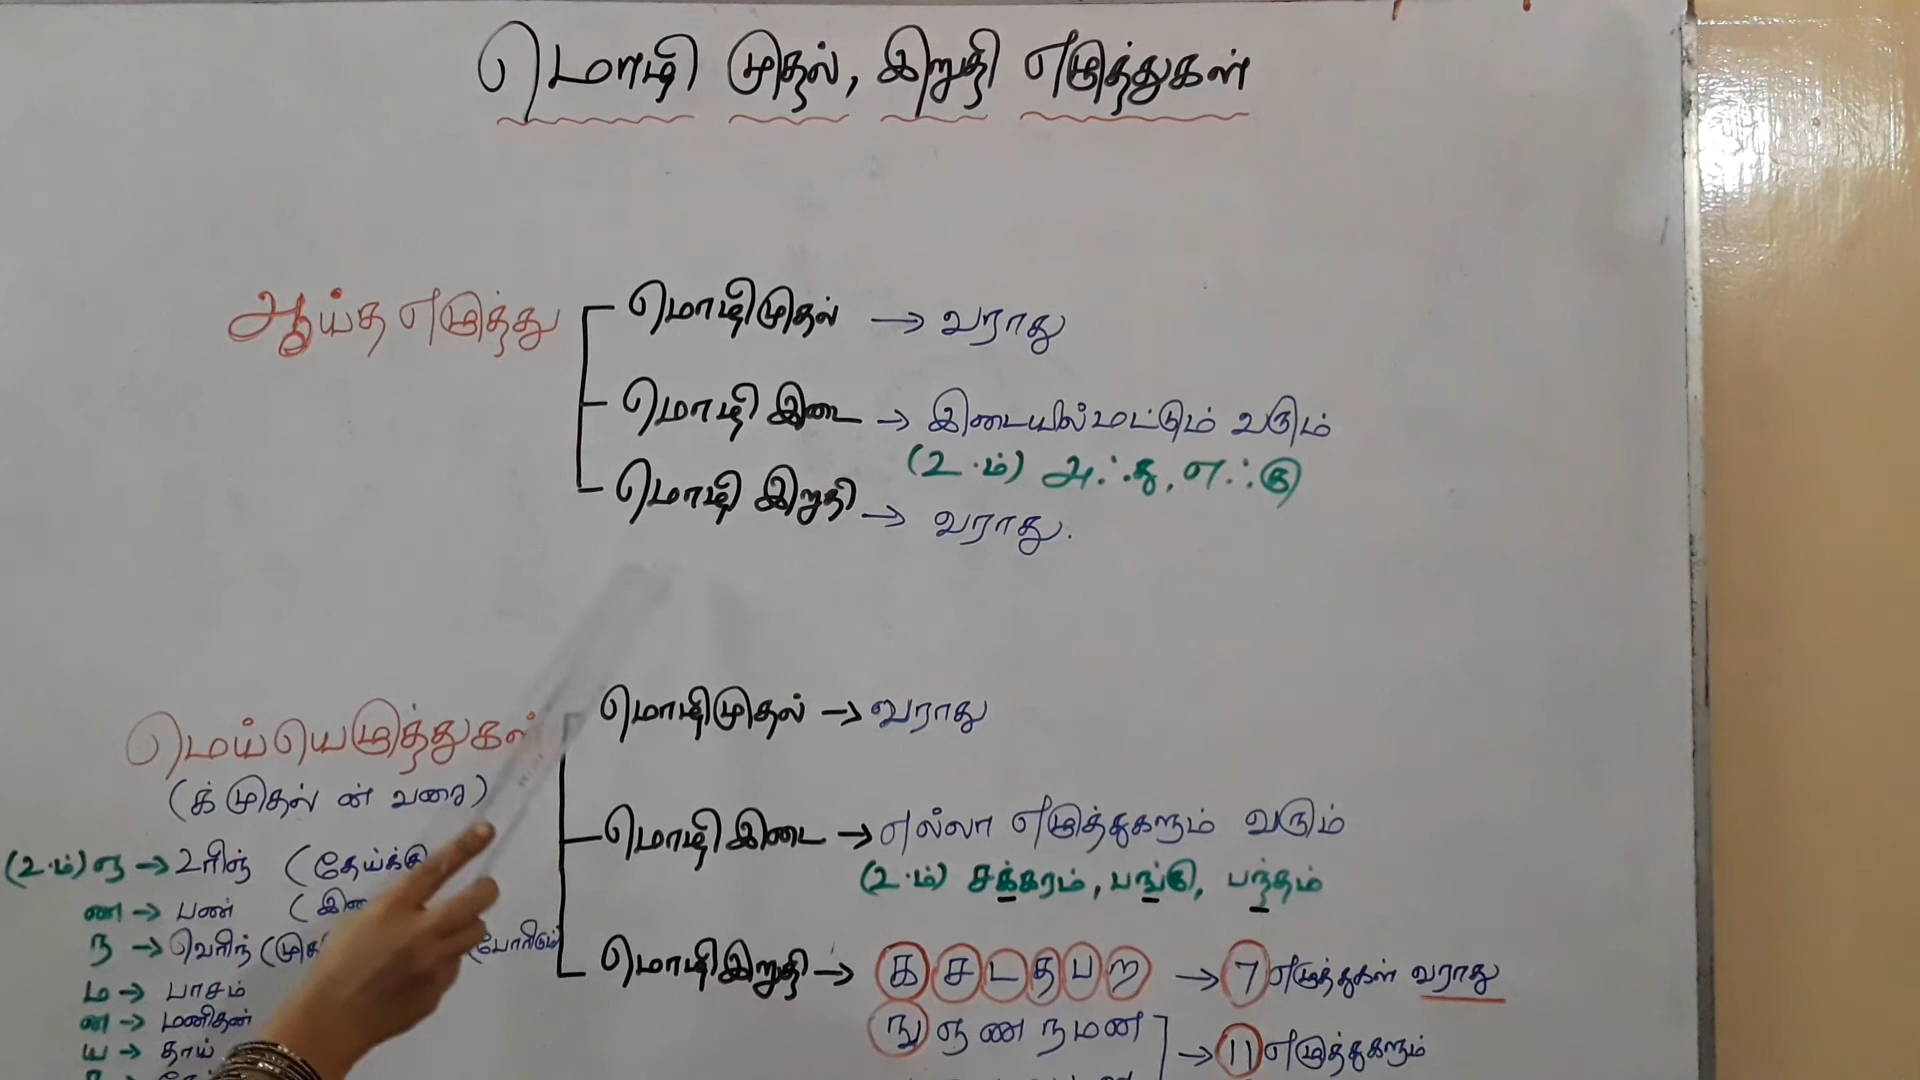 மொழி முதல், இறுதி எழுத்துகள்
ஆய்த எழுத்து
மொழிமுதல் → வராது
மொழி இடை → இடையில்மட்டும் வரும்
(உ.ம்) அஃது, எஃகு
மொழி இறுதி → வராது.
மெய்யெழுத்துகள்
(க் முதல் ன் வரை)
மொழிமுதல் → வராது
மொழி இடை → எல்லா எழுத்துகளும் வரும்
(உ.ம்) சக்கரம், பங்கு, பந்தம்
மொழிஇறுதி → க ச ட த ப ற → 7 எழுத்துகள் வராது
ங ஞ ண ந ம ன → 11 எழுத்துகளும்
(உ.ம்) ஞ → உரிஞ்
ண → பண்
ந → வெரிந்
ம → பாசம்
ன → மனிதன்
ய → தாய்